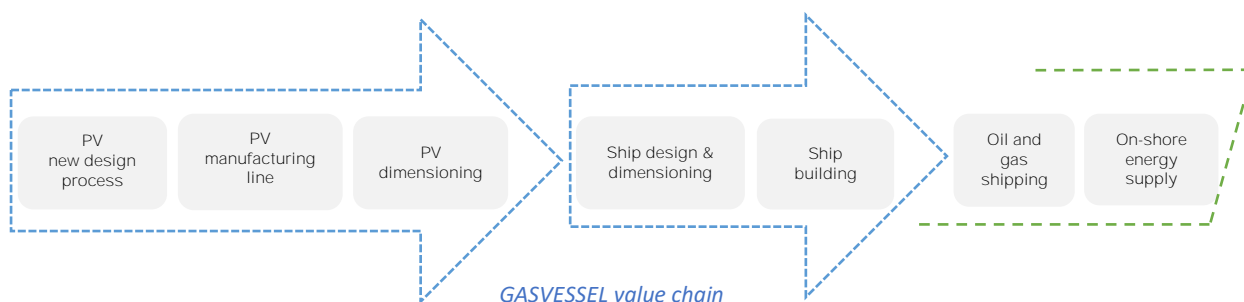 PV
new design
process
PV
manufacturing
line
PV
dimensioning
Ship design &
dimensioning
Ship
building
Oil and
gas
shipping
On-shore
energy
supply
GASVESSEL value chain